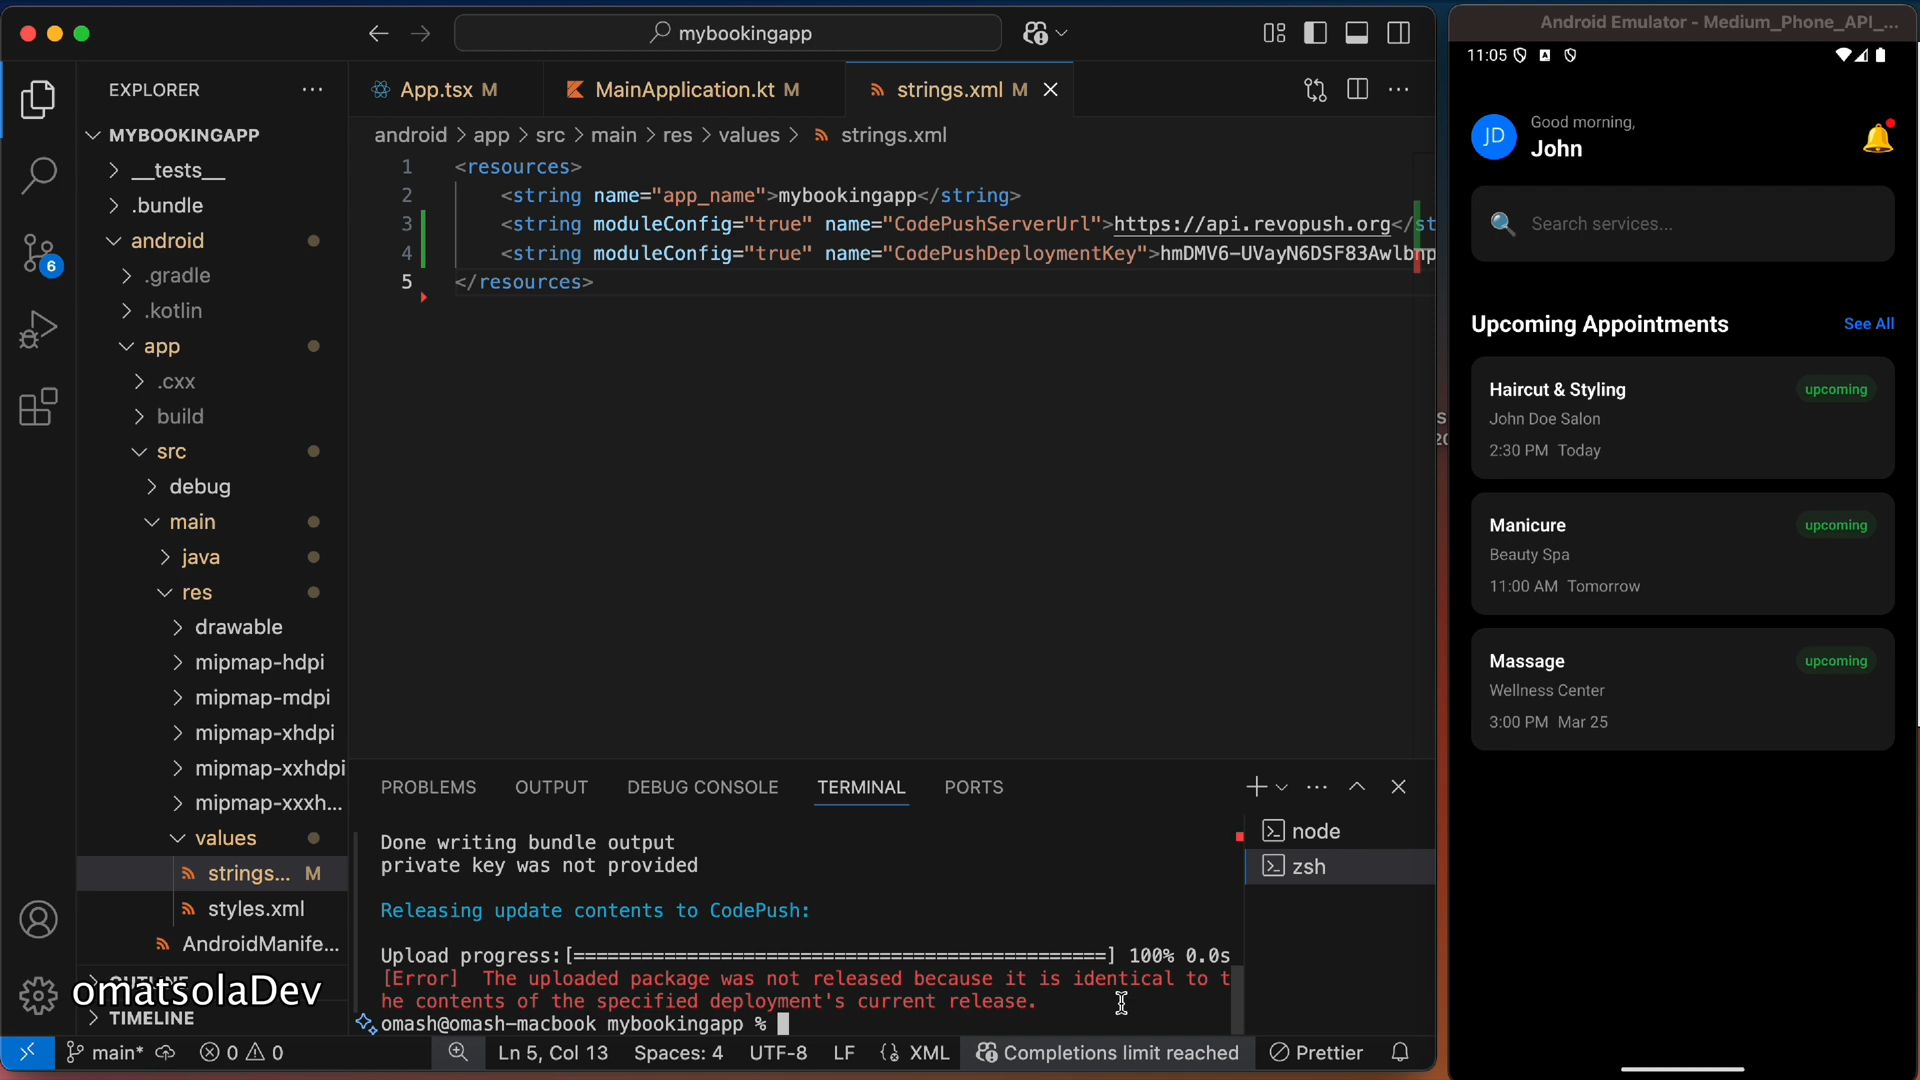 mybookingapp
EXPLORER
MYBOOKINGAPP
__tests__
.bundle
android
.gradle
.kotlin
app
.cxx
build
src
debug
main
java
res
drawable
mipmap-hdpi
mipmap-mdpi
mipmap-xhdpi
mipmap-xxhdpi
mipmap-xxxh...
values
strings... M
styles.xml
AndroidManife...
OUTLINE
TIMELINE
omatsolaDev
6
App.tsx M
MainApplication.kt M
strings.xml M
android > app > src > main > res > values > strings.xml
1 <resources>
2 <string name="app_name">mybookingapp</string>
3 <string moduleConfig="true" name="CodePushServerUrl">https://api.revopush.org</st
4 <string moduleConfig="true" name="CodePushDeploymentKey">hmDMV6-UVayN6DSF83Awlbmp
5 </resources>
PROBLEMS OUTPUT DEBUG CONSOLE TERMINAL PORTS
Done writing bundle output
private key was not provided
Releasing update contents to CodePush:
Upload progress:[==========================================] 100% 0.0s
[Error] The uploaded package was not released because it is identical to t
he contents of the specified deployment's current release.
omash@omash-macbook mybookingapp %
node
zsh
main* 0 0 Ln 5, Col 13 Spaces: 4 UTF-8 LF {} XML Completions limit reached Prettier
Android Emulator - Medium_Phone_API_...
11:05
JD
Good morning,
John
Search services...
Upcoming Appointments See All
Haircut & Styling upcoming
John Doe Salon
2:30 PM Today
Manicure upcoming
Beauty Spa
11:00 AM Tomorrow
Massage upcoming
Wellness Center
3:00 PM Mar 25